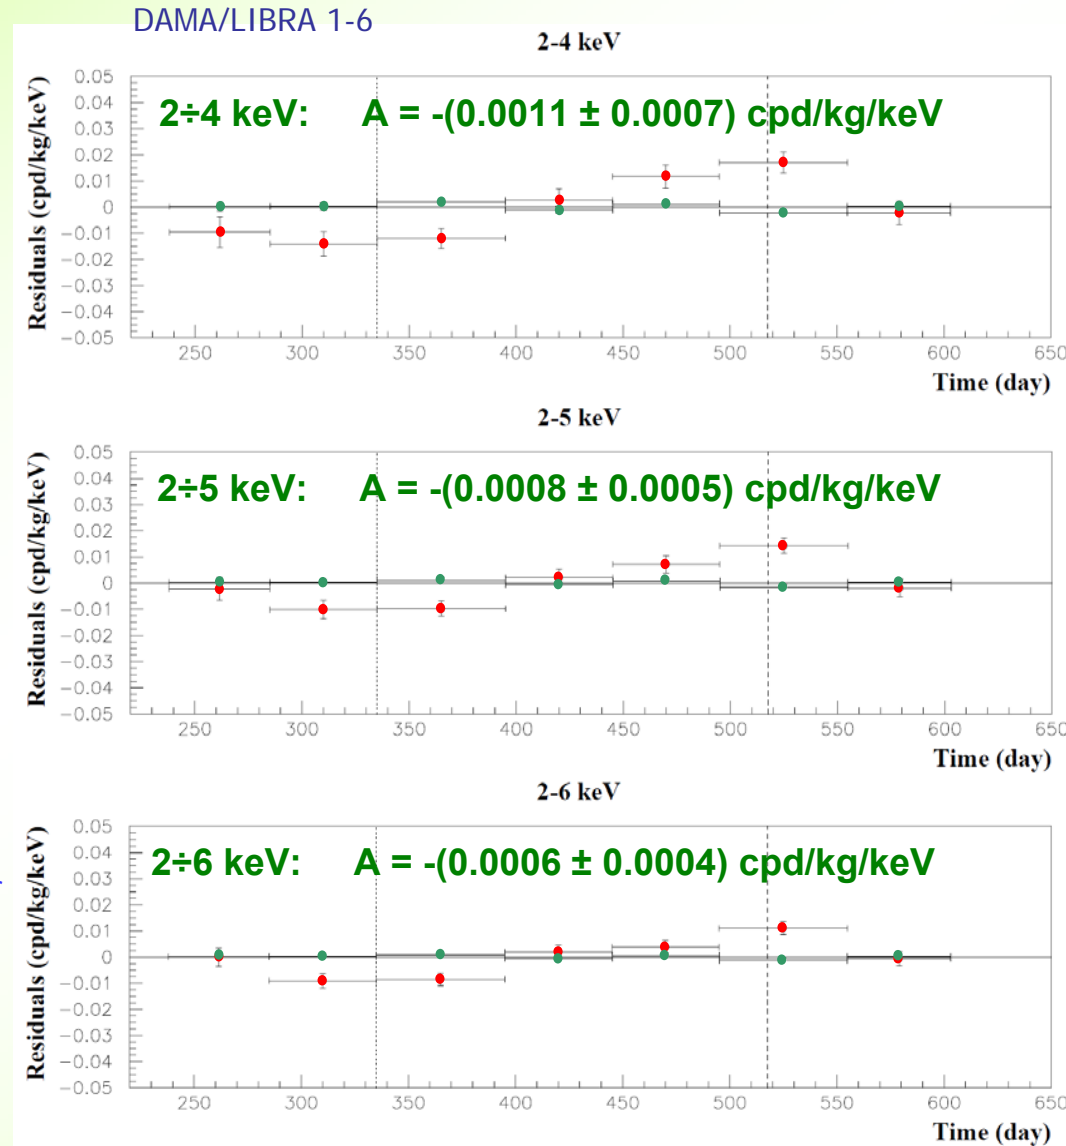 DAMA/LIBRA 1-6
2-4 keV
2÷4 keV: A = -(0.0011 ± 0.0007) cpd/kg/keV
Residuals (cpd/kg/keV)
0.05
0.04
0.03
0.02
0.01
0
−0.01
−0.02
−0.03
−0.04
−0.05
250 300 350 400 450 500 550 600 650
Time (day)
2-5 keV
2÷5 keV: A = -(0.0008 ± 0.0005) cpd/kg/keV
Residuals (cpd/kg/keV)
0.05
0.04
0.03
0.02
0.01
0
−0.01
−0.02
−0.03
−0.04
−0.05
250 300 350 400 450 500 550 600 650
Time (day)
2-6 keV
2÷6 keV: A = -(0.0006 ± 0.0004) cpd/kg/keV
Residuals (cpd/kg/keV)
0.05
0.04
0.03
0.02
0.01
0
−0.01
−0.02
−0.03
−0.04
−0.05
250 300 350 400 450 500 550 600 650
Time (day)